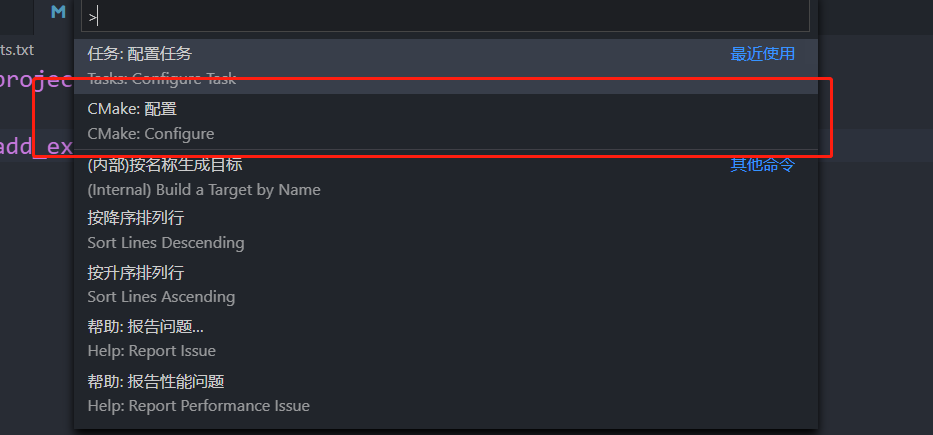 M
>
ts.txt
任务: 配置任务 最近使用
Tasks: Configure Task
projec
CMake: 配置
CMake: Configure
add_ex
(内部)按名称生成目标 其他命令
(Internal) Build a Target by Name
按降序排列行
Sort Lines Descending
按升序排列行
Sort Lines Ascending
帮助: 报告问题...
Help: Report Issue
帮助: 报告性能问题
Help: Report Performance Issue